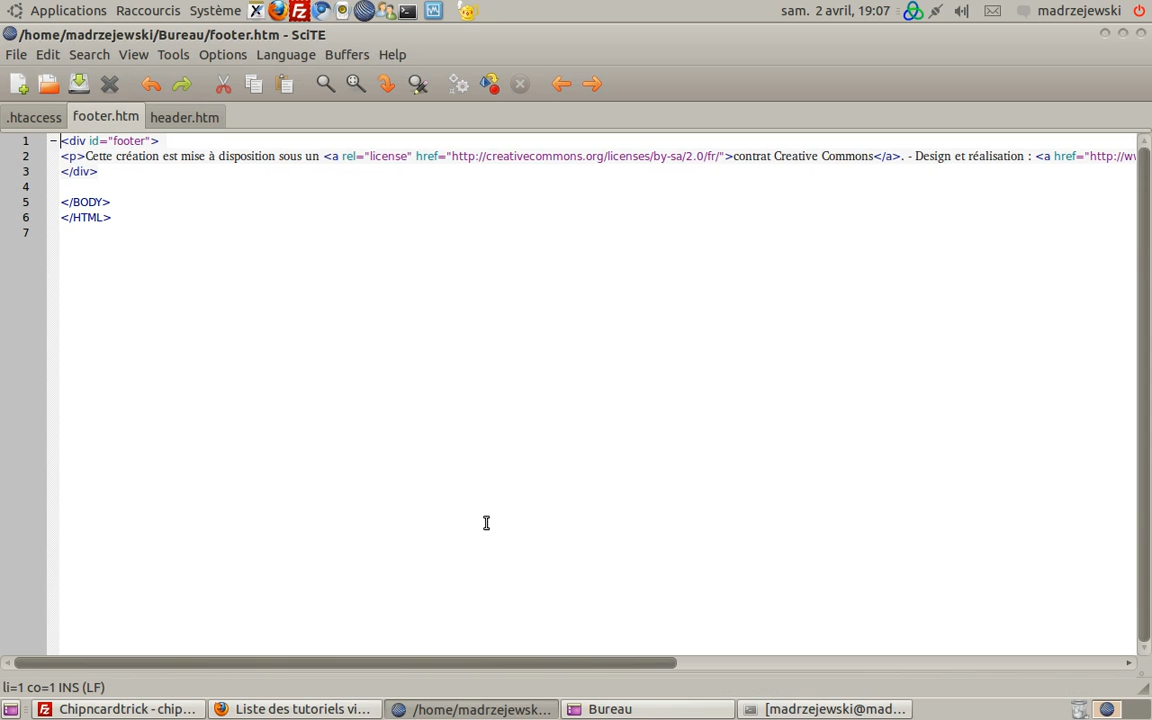 Applications Raccourcis Système sam. 2 avril, 19:07 madrzejewski
/home/madrzejewski/Bureau/footer.htm - SciTE
File Edit Search View Tools Options Language Buffers Help
.htaccess footer.htm header.htm
1 <div id="footer">
2 <p>Cette création est mise à disposition sous un <a rel="license" href="http://creativecommons.org/licenses/by-sa/2.0/fr/">contrat Creative Commons</a>. - Design et réalisation : <a href="http://w
3 </div>
4
5 </BODY>
6 </HTML>
7
li=1 co=1 INS (LF)
Chipncardtrick - chip... Liste des tutoriels vi... /home/madrzejewsk... Bureau [madrzejewski@mad...